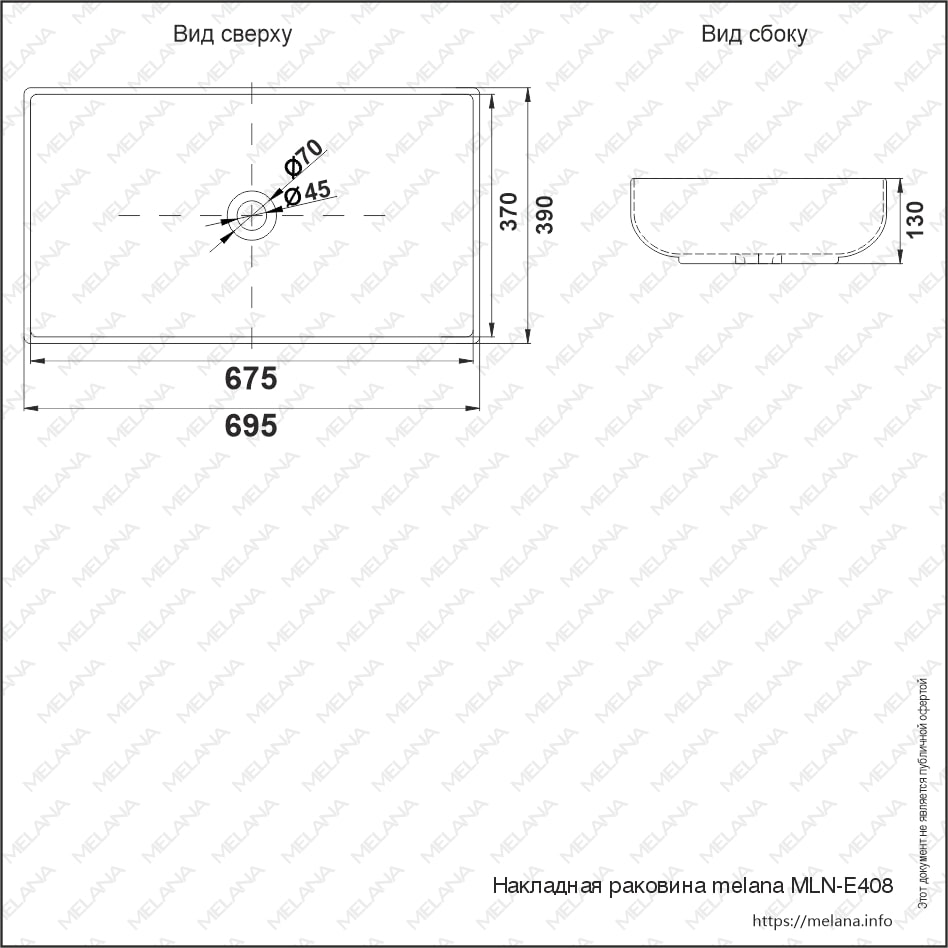 Вид сверху
Вид сбоку
Ø70
Ø45
370
390
130
675
695
Этот документ не является публичной офертой
Накладная раковина melana MLN-E408
https://melana.info
MELANA